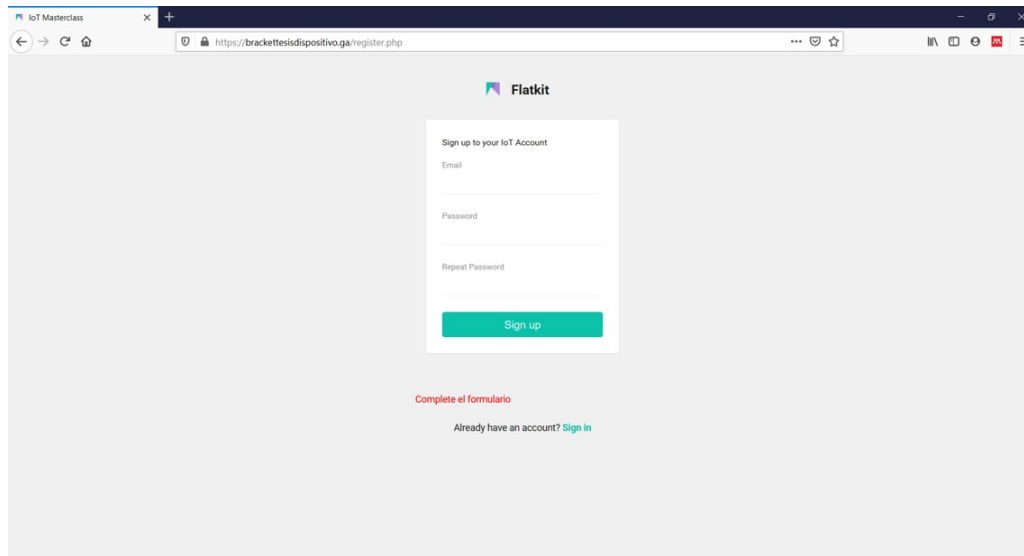 IoT Masterclass
https://brackettesisdispositivo.ga/register.php
Flatkit
Sign up to your IoT Account
Email
Password
Repeat Password
Sign up
Complete el formulario
Already have an account? Sign in